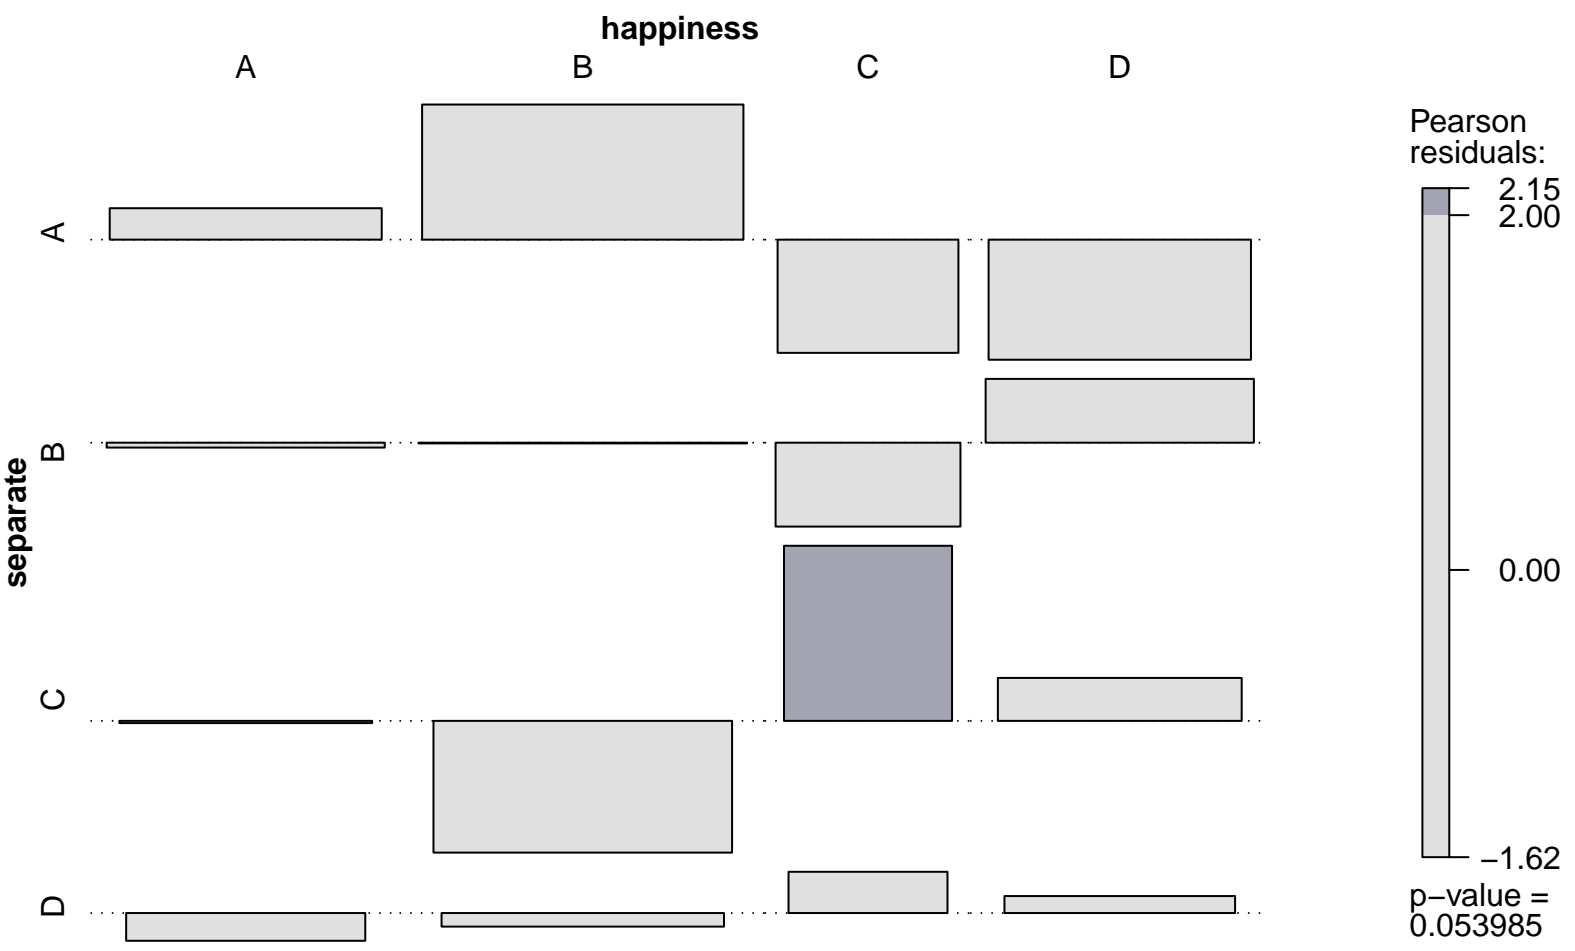 happiness
A B C D
separate
A
B
C
D
Pearson
residuals:
2.15
2.00
0.00
−1.62
p−value =
0.053985